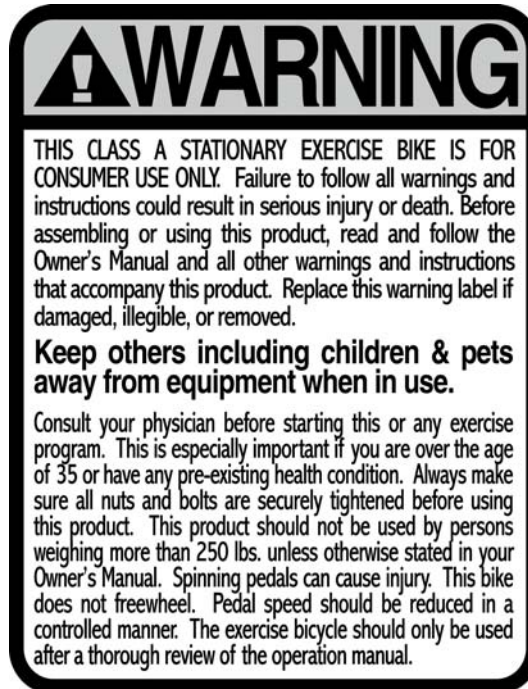 WARNING
THIS CLASS A STATIONARY EXERCISE BIKE IS FOR
CONSUMER USE ONLY. Failure to follow all warnings and
instructions could result in serious injury or death. Before
assembling or using this product, read and follow the
Owner's Manual and all other warnings and instructions
that accompany this product. Replace this warning label if
damaged, illegible, or removed.
Keep others including children & pets
away from equipment when in use.
Consult your physician before starting this or any exercise
program. This is especially important if you are over the age
of 35 or have any pre-existing health condition. Always make
sure all nuts and bolts are securely tightened before using
this product. This product should not be used by persons
weighing more than 250 lbs. unless otherwise stated in your
Owner's Manual. Spinning pedals can cause injury. This bike
does not freewheel. Pedal speed should be reduced in a
controlled manner. The exercise bicycle should only be used
after a thorough review of the operation manual.